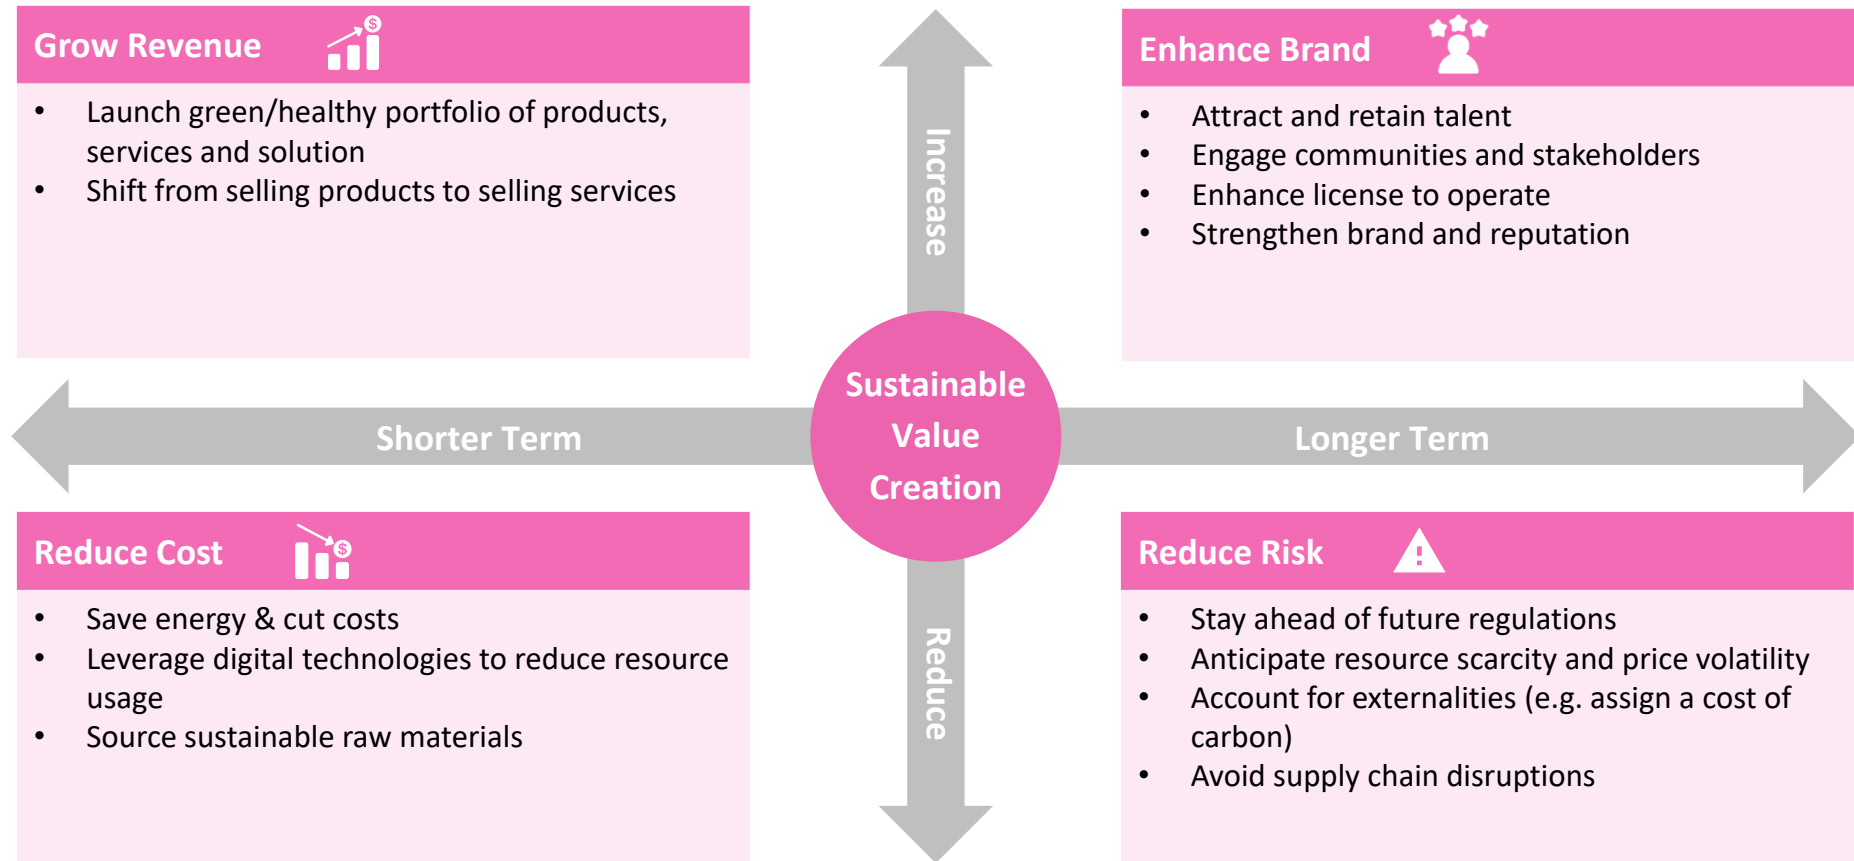 Grow Revenue
• Launch green/healthy portfolio of products,
services and solution
• Shift from selling products to selling services
Increase
Enhance Brand
• Attract and retain talent
• Engage communities and stakeholders
• Enhance license to operate
• Strengthen brand and reputation
Shorter Term
Sustainable
Value
Creation
Longer Term
Reduce Cost
• Save energy & cut costs
• Leverage digital technologies to reduce resource
usage
• Source sustainable raw materials
Reduce
Reduce Risk
• Stay ahead of future regulations
• Anticipate resource scarcity and price volatility
• Account for externalities (e.g. assign a cost of
carbon)
• Avoid supply chain disruptions